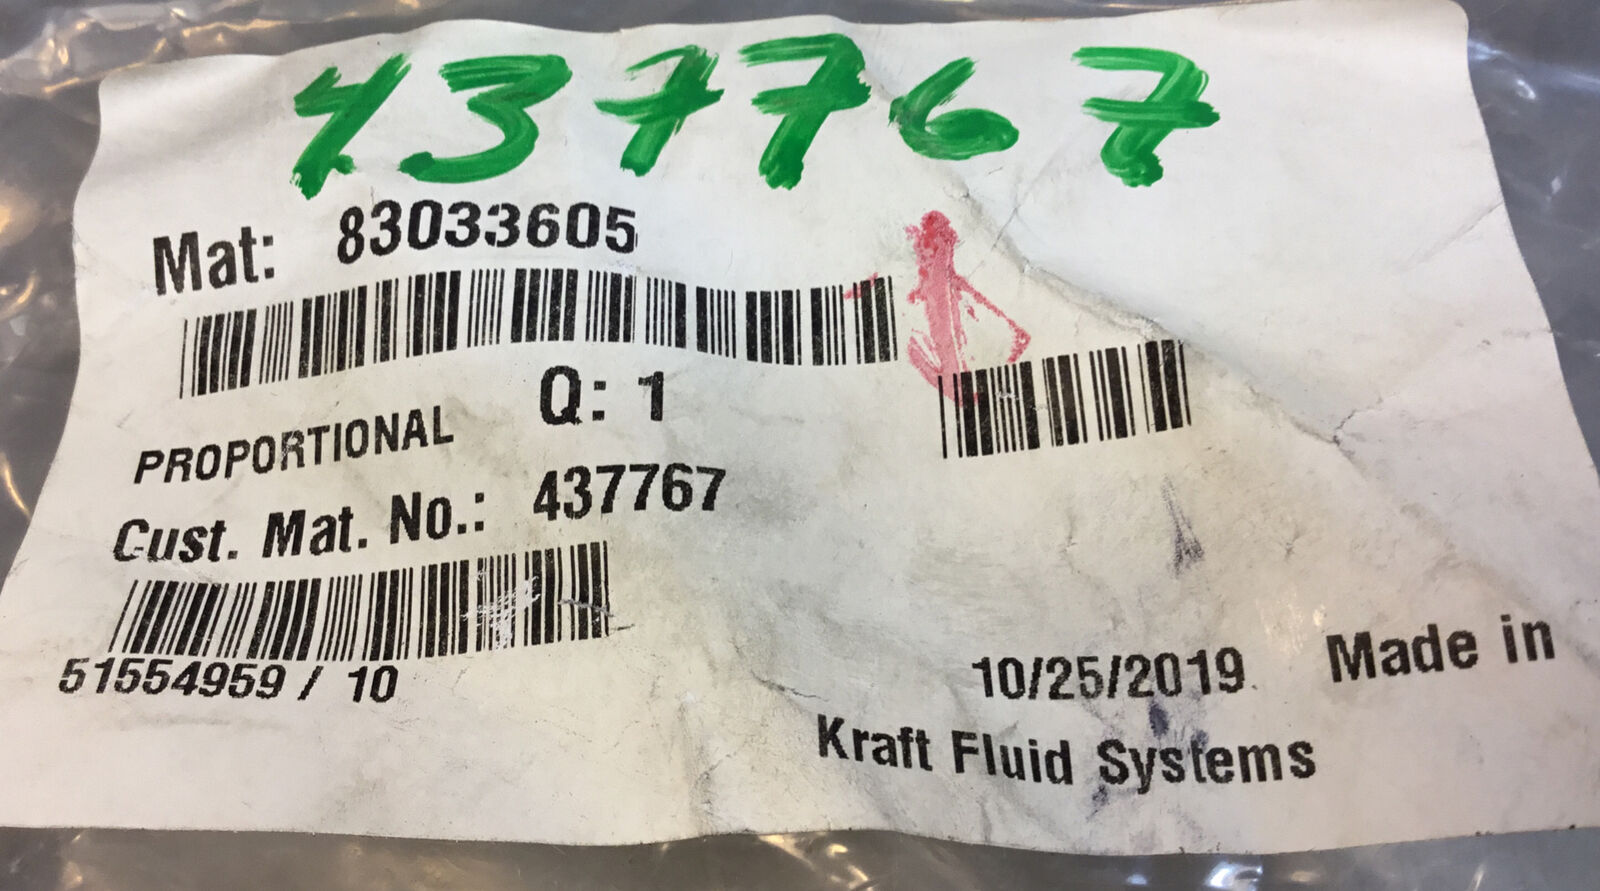 437767
Mat: 83033605
Q: 1
PROPORTIONAL
Cust. Mat. No.: 437767
51554959 / 10
10/25/2019 Made in
Kraft Fluid Systems